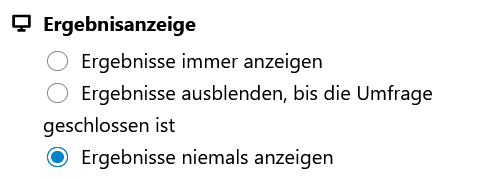 Ergebnisanzeige
Ergebnisse immer anzeigen
Ergebnisse ausblenden, bis die Umfrage
geschlossen ist
Ergebnisse niemals anzeigen